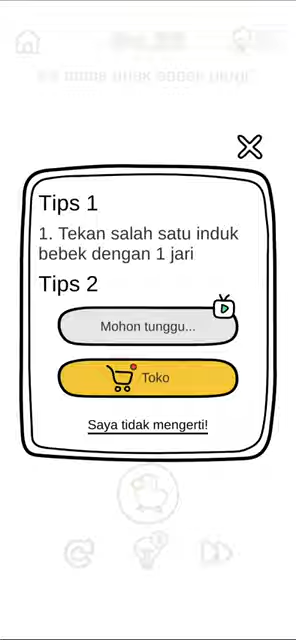 Tips 1
1. Tekan salah satu induk
bebek dengan 1 jari
Tips 2
Mohon tunggu...
Toko
Saya tidak mengerti!